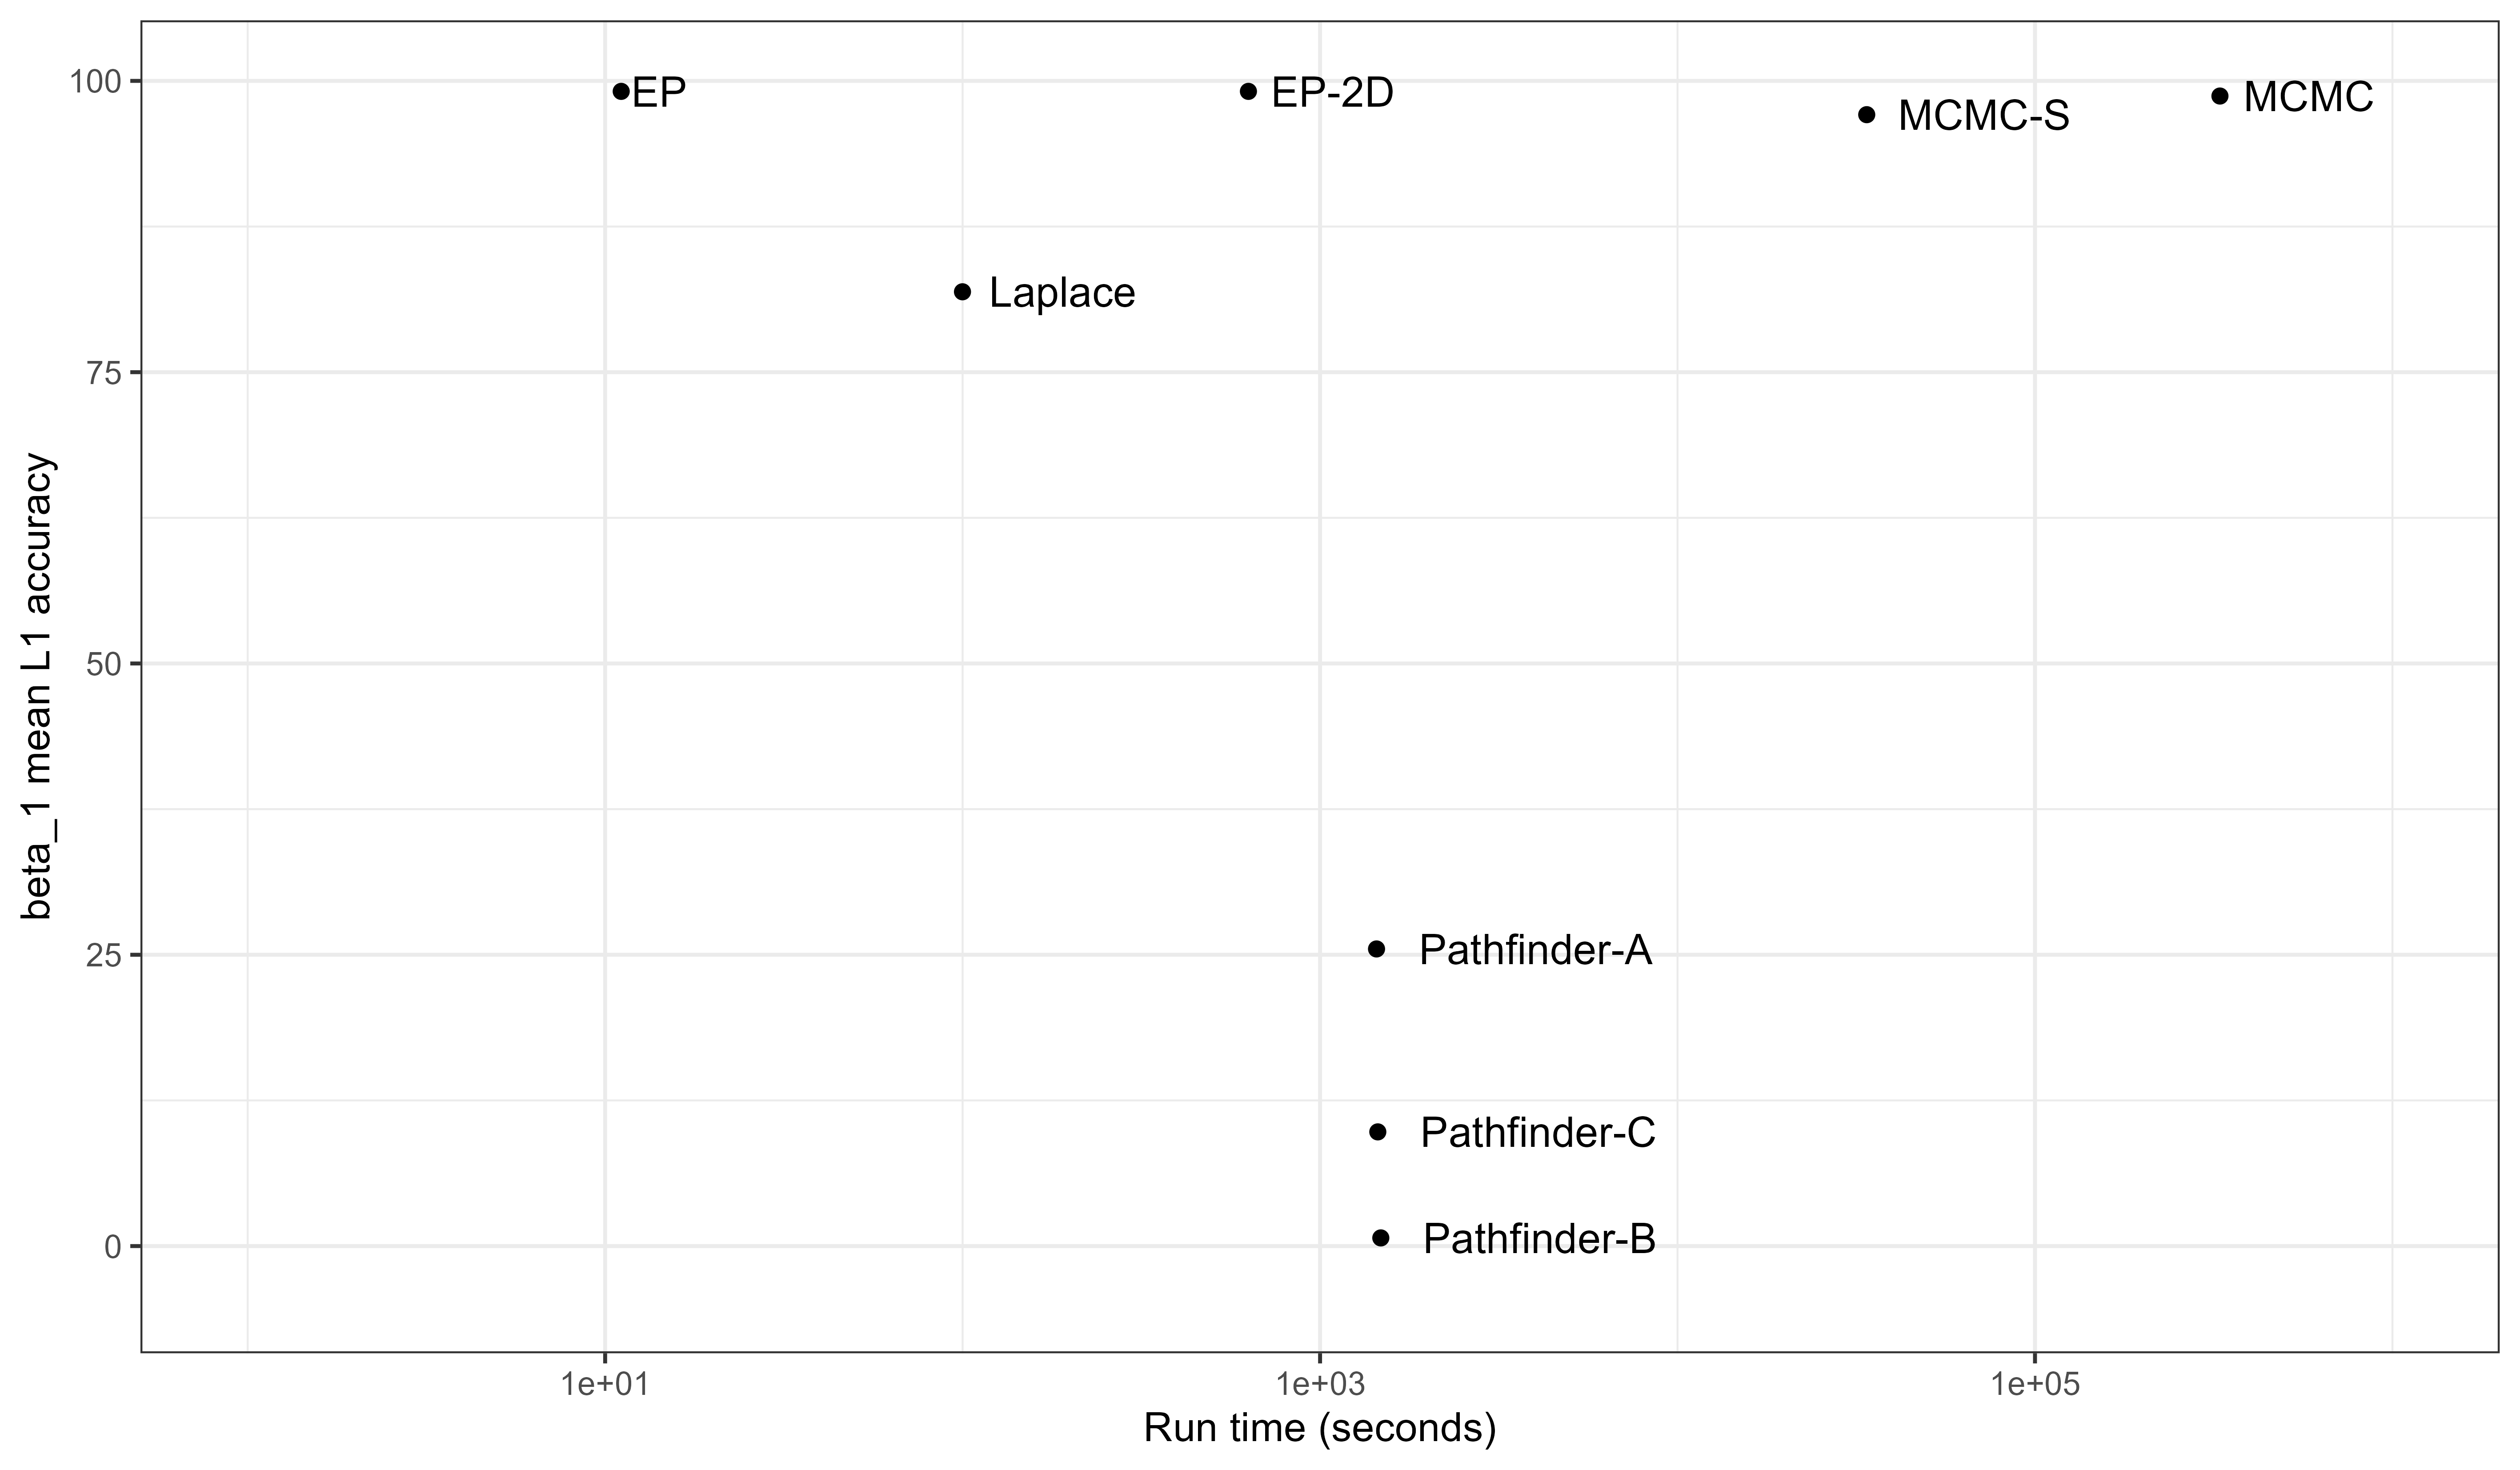 100
75
50
25
0
beta_1 mean L1 accuracy
EP
EP-2D
MCMC-S
MCMC
Laplace
Pathfinder-A
Pathfinder-C
Pathfinder-B
1e+01
1e+03
1e+05
Run time (seconds)